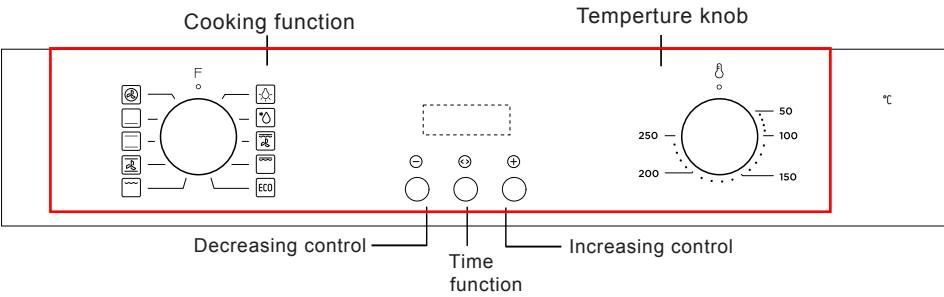 Cooking function
Temperture knob
F
°C
50
250
100
200
150
ECO
Decreasing control
Time
function
Increasing control